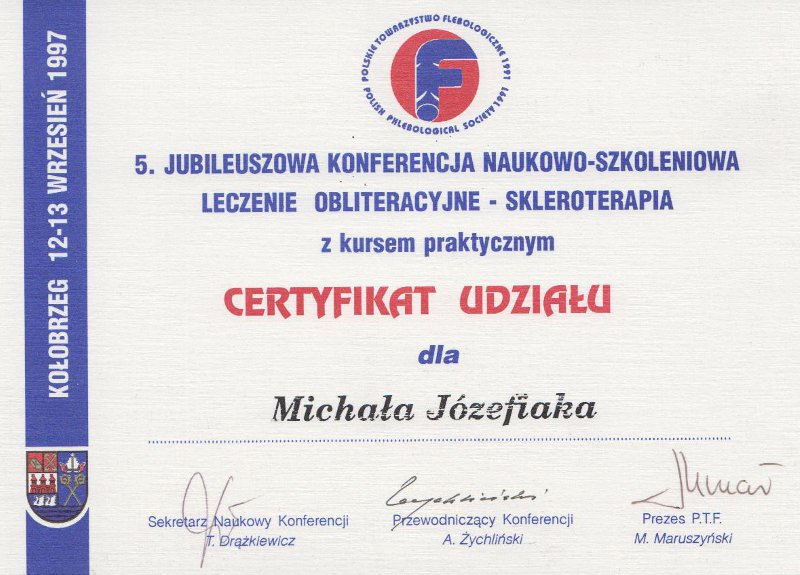 KOŁOBRZEG 12-13 WRZESIEŃ 1997
POLSKIE TOWARZYSTWO FLEBOLOGICZNE 1991
POLISH PHLEBOLOGICAL SOCIETY 1991
F
5. JUBILEUSZOWA KONFERENCJA NAUKOWO-SZKOLENIOWA
LECZENIE OBLITERACYJNE - SKLEROTERAPIA
z kursem praktycznym
CERTYFIKAT UDZIAŁU
dla
Michała Józefiaka
Sekretarz Naukowy Konferencji
T. Drążkiewicz
Przewodniczący Konferencji
A. Żychliński
Prezes P.T.F.
M. Maruszyński